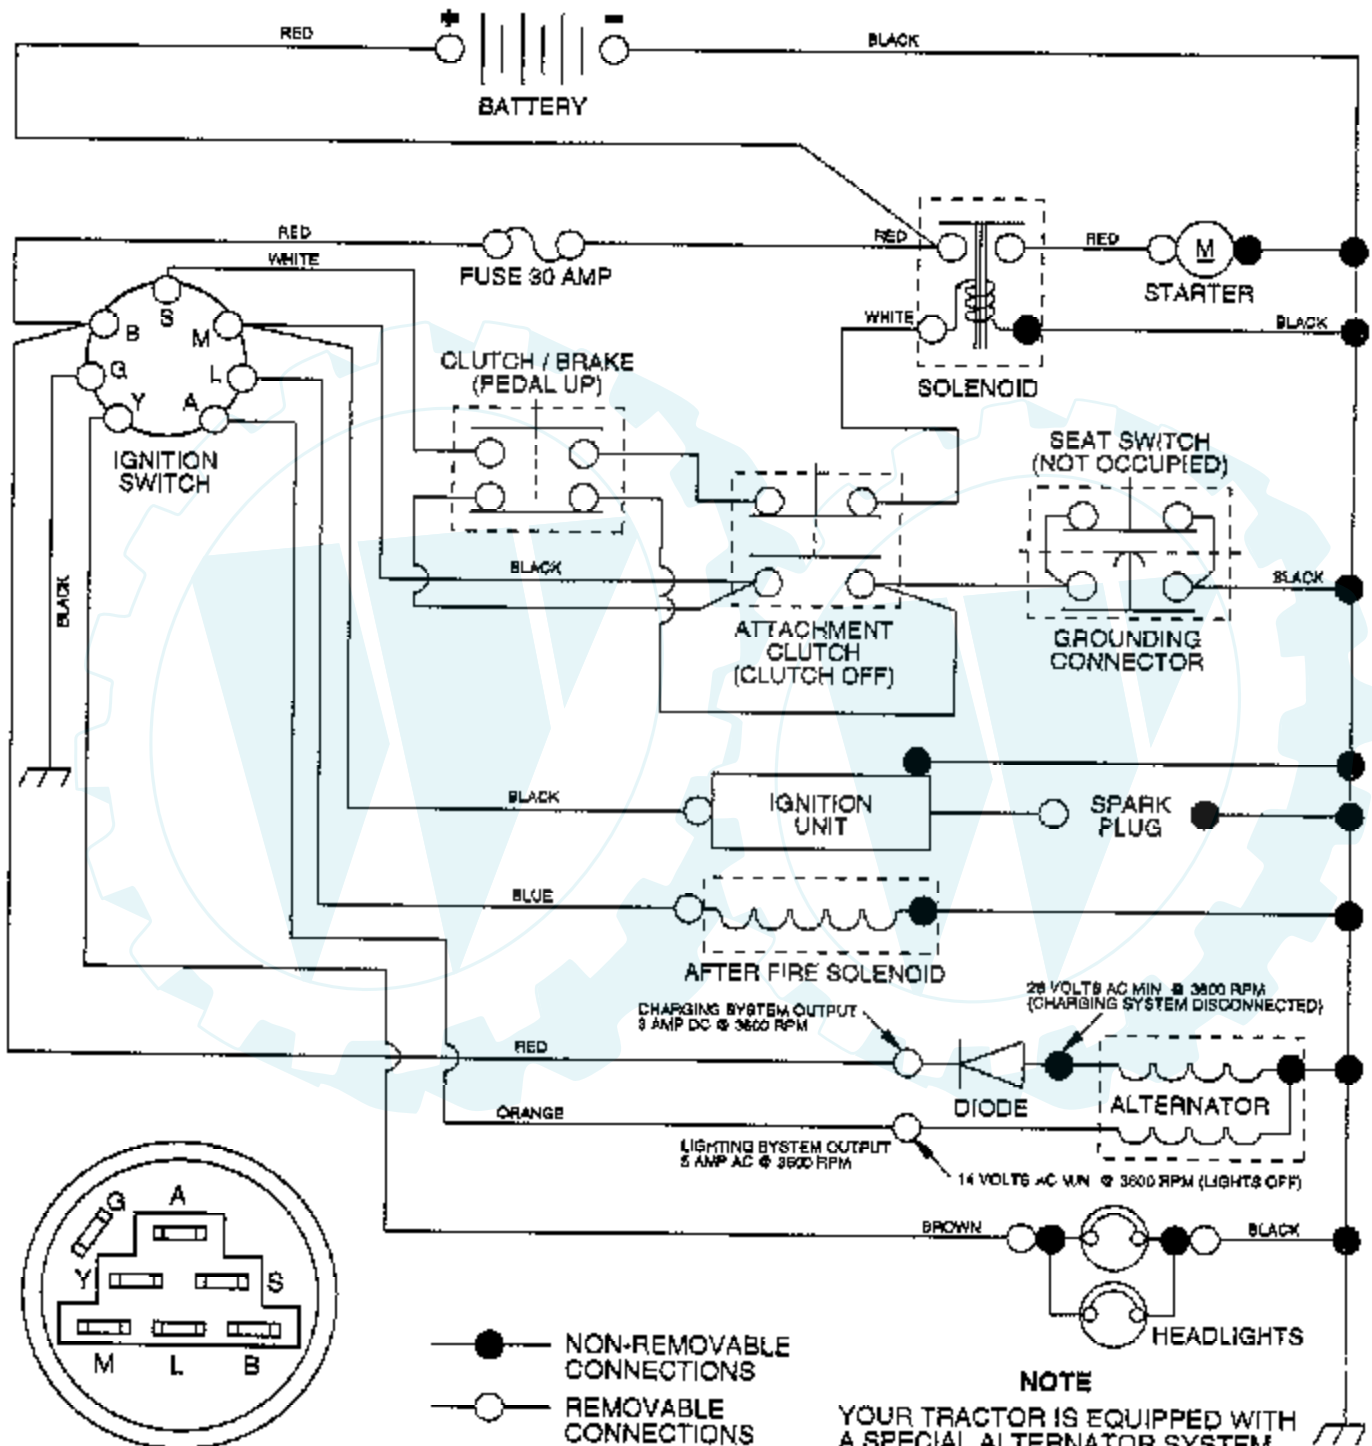 + −
RED
BLACK
BATTERY
RED
WHITE
FUSE 30 AMP
RED
RED
M
STARTER
S
B
M
G
L
Y
A
IGNITION
SWITCH
WHITE
BLACK
SOLENOID
CLUTCH / BRAKE
(PEDAL UP)
SEAT SWITCH
(NOT OCCUPIED)
BLACK
BLACK
BLACK
ATTACHMENT
CLUTCH
(CLUTCH OFF)
GROUNDING
CONNECTOR
BLACK
IGNITION
UNIT
SPARK
PLUG
BLUE
AFTER FIRE SOLENOID
CHARGING SYSTEM OUTPUT
3 AMP DC @ 3600 RPM
28 VOLTS AC MIN @ 3600 RPM
(CHARGING SYSTEM DISCONNECTED)
RED
DIODE
ALTERNATOR
ORANGE
LIGHTING SYSTEM OUTPUT
5 AMP AC @ 3600 RPM
14 VOLTS AC MIN @ 3600 RPM (LIGHTS OFF)
BROWN
BLACK
HEADLIGHTS
G
A
Y
S
M L B
NON-REMOVABLE
CONNECTIONS
REMOVABLE
CONNECTIONS
NOTE
YOUR TRACTOR IS EQUIPPED WITH
A SPECIAL ALTERNATOR SYSTEM